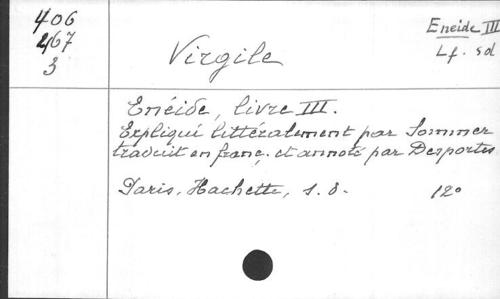 406
467
3
Eneide III
Lf. sd
Virgile
Enéide, livre III.
Expliqué littéralement par Sommer
traduit en franç. et annoté par Desportes
Paris, Hachette, s. d. 12°